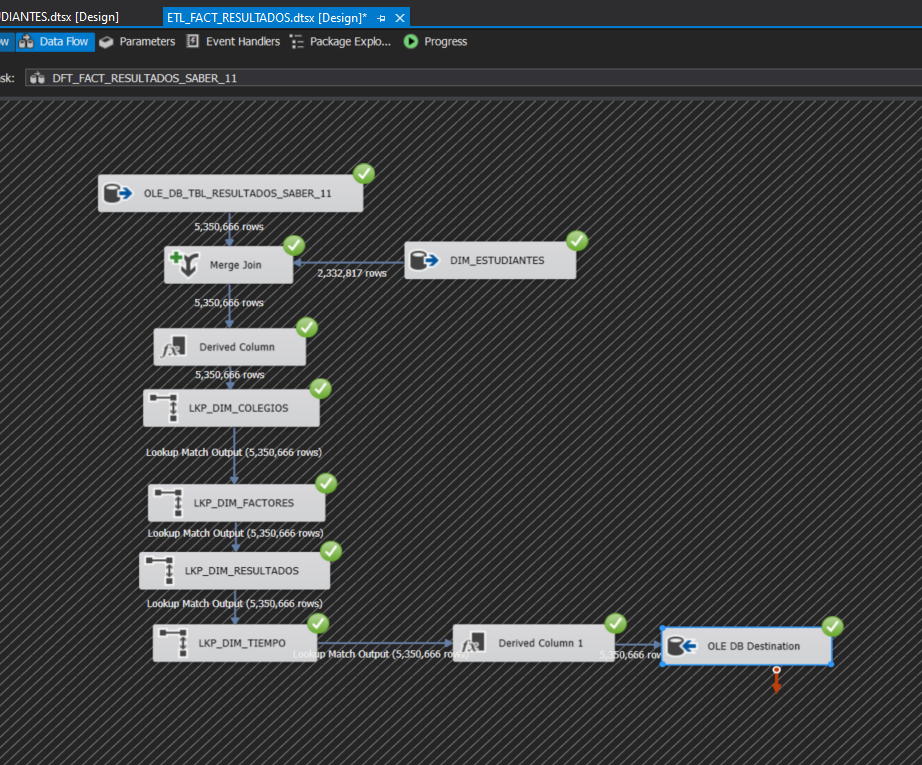 DIANTES.dtsx [Design]
ETL_FACT_RESULTADOS.dtsx [Design]*
Data Flow
Parameters
Event Handlers
Package Explo...
Progress
sk:
DFT_FACT_RESULTADOS_SABER_11
OLE_DB_TBL_RESULTADOS_SABER_11
5,350,666 rows
Merge Join
DIM_ESTUDIANTES
2,332,817 rows
5,350,666 rows
Derived Column
5,350,666 rows
LKP_DIM_COLEGIOS
Lookup Match Output (5,350,666 rows)
LKP_DIM_FACTORES
Lookup Match Output (5,350,666 rows)
LKP_DIM_RESULTADOS
Lookup Match Output (5,350,666 rows)
LKP_DIM_TIEMPO
Lookup Match Output (5,350,666 rows)
Derived Column 1
5,350,666 row
OLE DB Destination